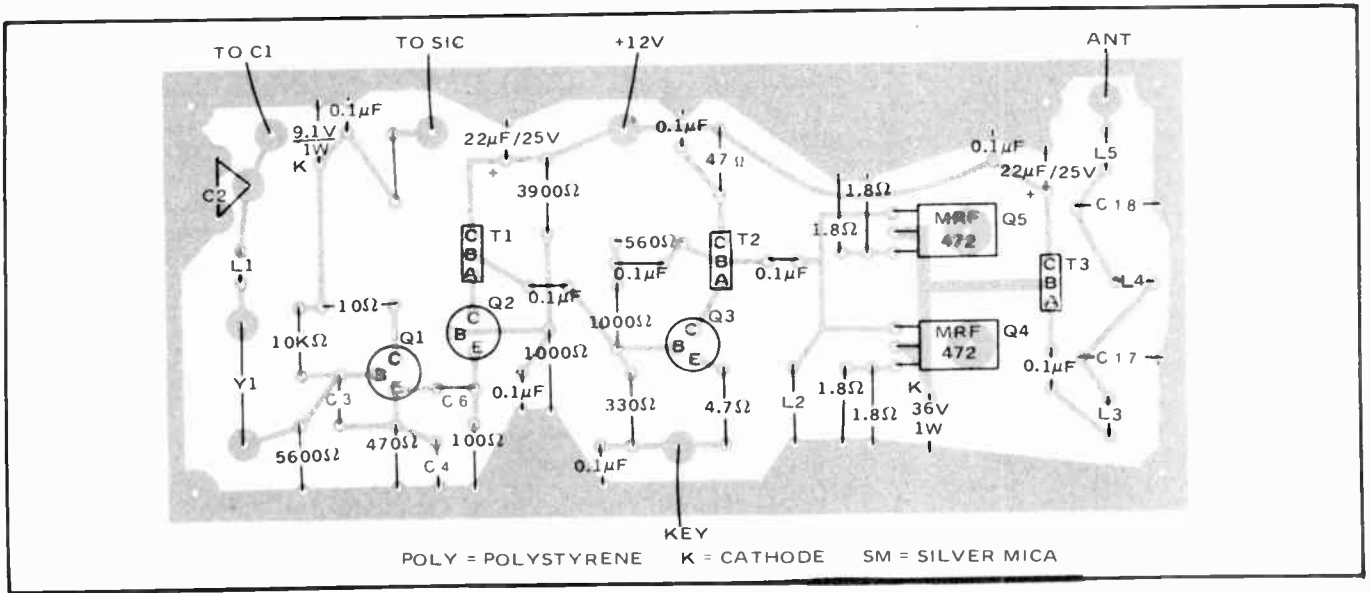 TO C1
TO S1C
+12V
ANT
9.1V
1W
K
0.1µF
22µF/25V
+
0.1µF
47Ω
0.1µF
22µF/25V
+
L5
C2
3900Ω
1.8Ω
1.8Ω
C18
MRF
472
Q5
L1
C
B
A
T1
560Ω
0.1µF
C
B
A
T2
0.1µF
C
B
A
T3
L4
10Ω
0.1µF
10KΩ
Q1
C
B
E
Q2
C
B
E
1000Ω
1000Ω
Q3
C
B
E
MRF
472
Q4
C17
Y1
C3
C6
0.1µF
330Ω
4.7Ω
L2
1.8Ω
1.8Ω
K
36V
1W
0.1µF
L3
5600Ω
470Ω
C4
100Ω
0.1µF
KEY
POLY = POLYSTYRENE K = CATHODE SM = SILVER MICA